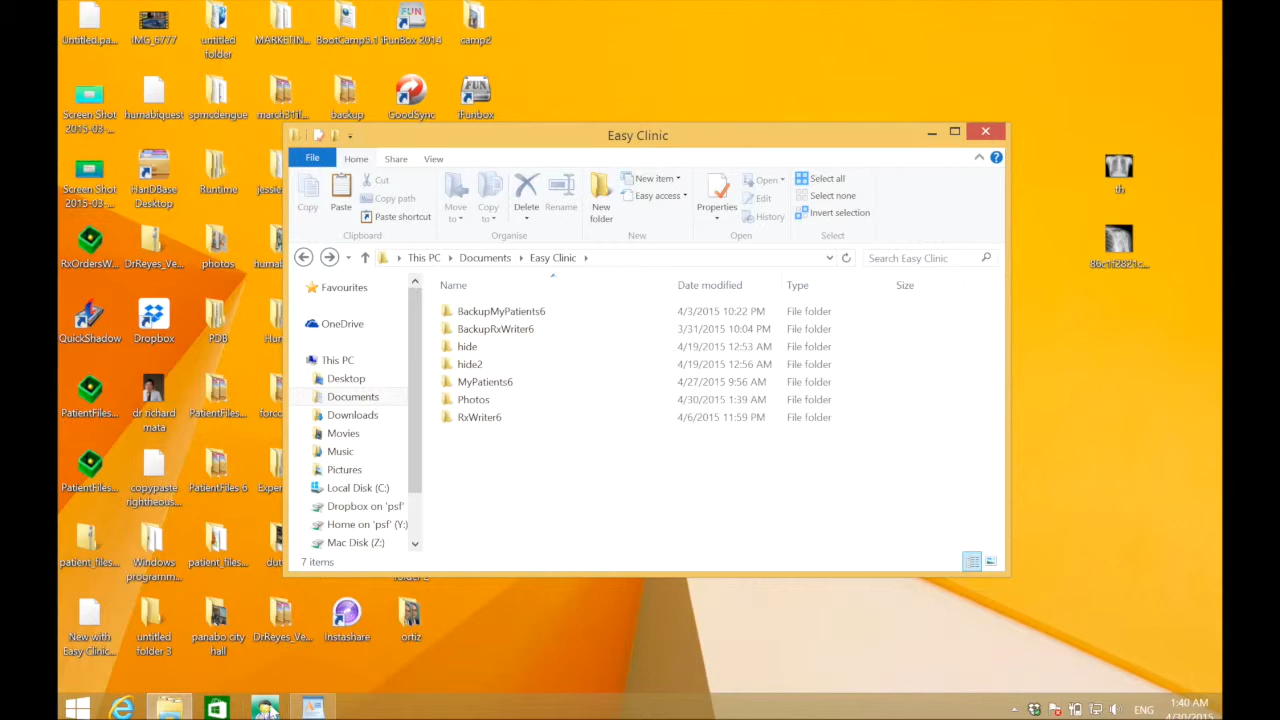 Untitled.pa...
IMG_6777
untitled
folder
MARKETIN...
BootCamp5.1
iFunBox 2014
camp2
Screen Shot
2015-03-...
humabiquest
spmcdengue
march31fi...
backup
GoodSync
iFunbox
Screen Shot
2015-03-...
HanDBase
Desktop
Runtime
jessie
RxOrdersW...
DrReyes_Ve...
photos
QuickShadow
Dropbox
PDB
PatientFiles...
dr richard
mata
PatientFiles...
PatientFiles...
copypaste
rightheous...
PatientFiles 6
patient_files...
Windows
programm...
patient_files...
New with
Easy Clinic...
untitled
folder 3
panabo city
hall
DrReyes_Ve...
Instashare
ortiz
th
86c1f2821c...
Easy Clinic
File
Home
Share
View
Copy
Paste
Cut
Copy path
Paste shortcut
Clipboard
Move
to
Copy
to
Delete
Rename
Organise
New
folder
New item
Easy access
New
Properties
Open
Edit
History
Open
Select all
Select none
Invert selection
Select
This PC
Documents
Easy Clinic
Search Easy Clinic
Favourites
OneDrive
This PC
Desktop
Documents
Downloads
Movies
Music
Pictures
Local Disk (C:)
Dropbox on 'psf'
Home on 'psf' (Y:)
Mac Disk (Z:)
Name Date modified Type Size
BackupMyPatients6 4/3/2015 10:22 PM File folder
BackupRxWriter6 3/31/2015 10:04 PM File folder
hide 4/19/2015 12:53 AM File folder
hide2 4/19/2015 12:56 AM File folder
MyPatients6 4/27/2015 9:56 AM File folder
Photos 4/30/2015 1:39 AM File folder
RxWriter6 4/6/2015 11:59 PM File folder
7 items
ENG
1:40 AM
4/30/2015